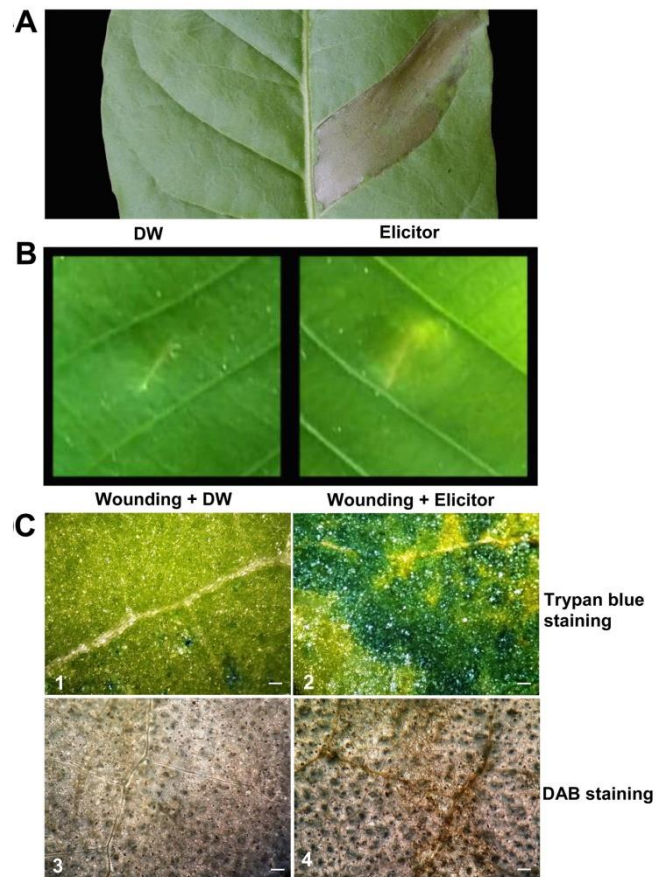 A
DW Elicitor
B
Wounding + DW Wounding + Elicitor
C
Trypan blue
staining
1 2
DAB staining
3 4